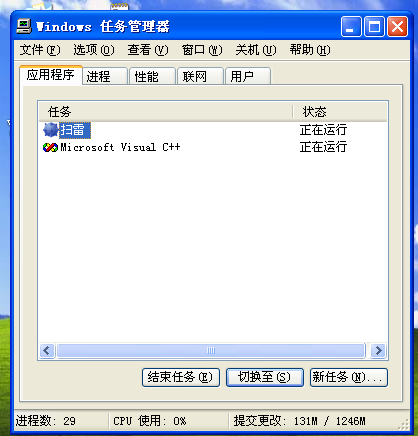 Windows 任务管理器
文件(F) 选项(O) 查看(V) 窗口(W) 关机(U) 帮助(H)
应用程序 进程 性能 联网 用户
任务 状态
扫雷 正在运行
Microsoft Visual C++ 正在运行
结束任务(E) 切换至(S) 新任务(N)...
进程数: 29 CPU 使用: 0% 提交更改: 131M / 1246M